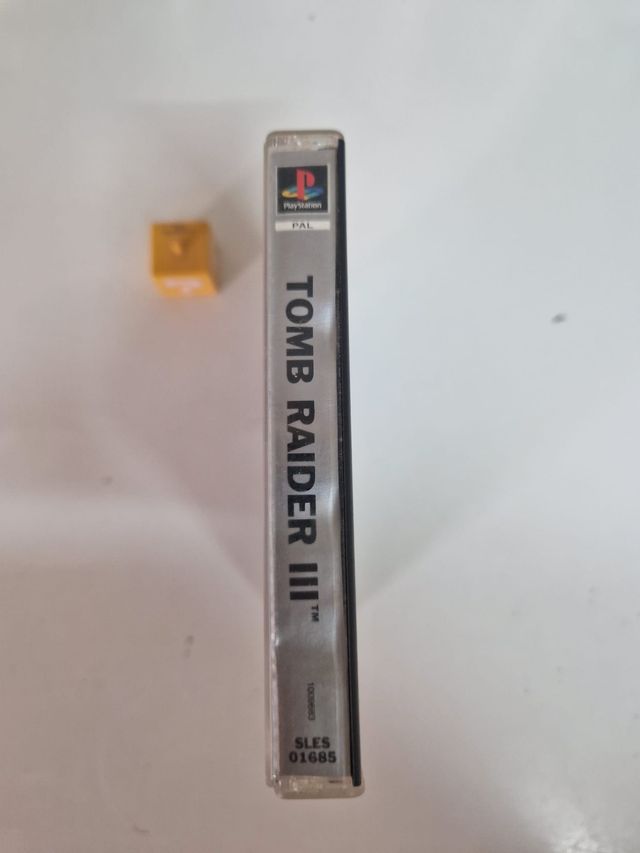 PlayStation
PAL
TOMB RAIDER III™
SLES
01685